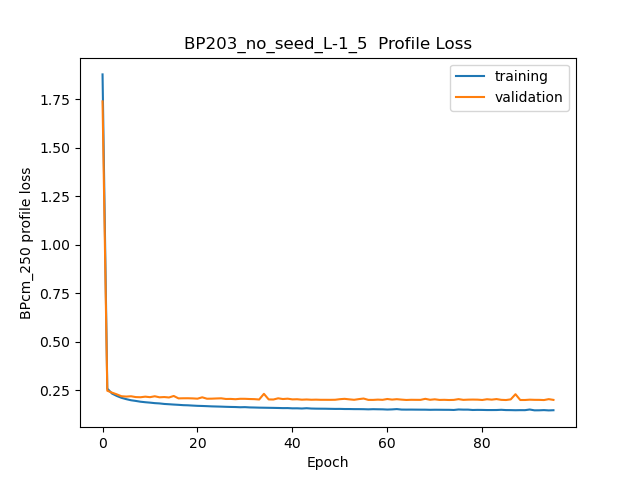 BP203_no_seed_L-1_5  Profile Loss
training
validation
BPcm_250 profile loss
1.75
1.50
1.25
1.00
0.75
0.50
0.25
0 20 40 60 80
Epoch